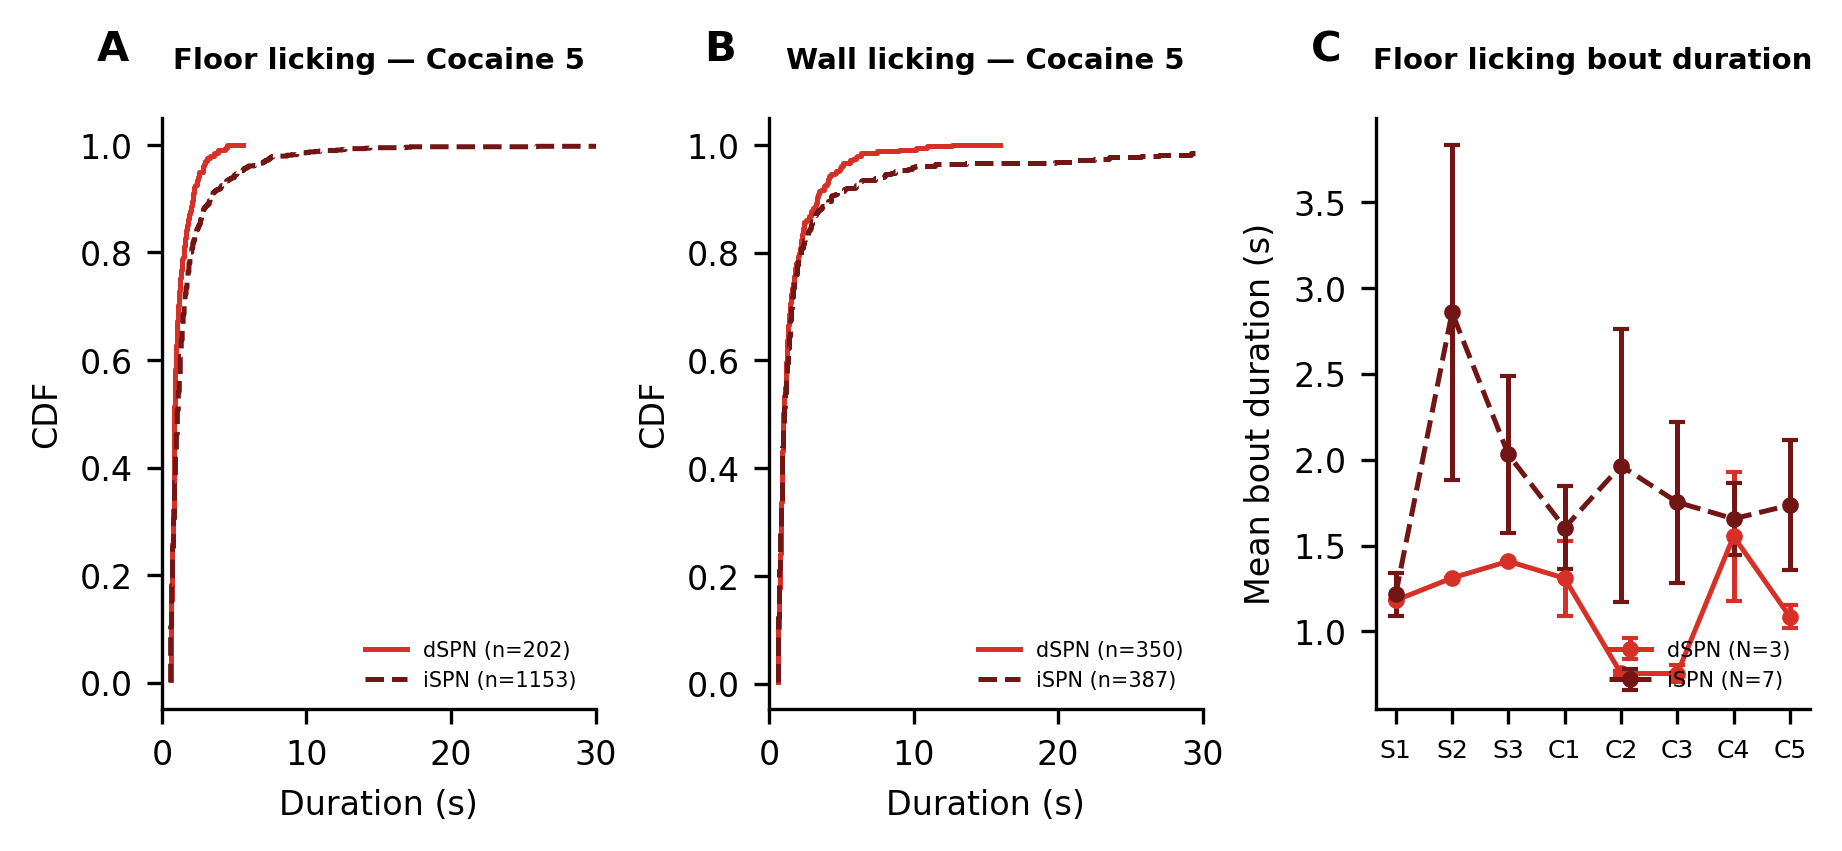 A Floor licking — Cocaine 5
CDF
1.0
0.8
0.6
0.4
0.2
0.0
dSPN (n=202)
iSPN (n=1153)
0 10 20 30
Duration (s)
B Wall licking — Cocaine 5
CDF
1.0
0.8
0.6
0.4
0.2
0.0
dSPN (n=350)
iSPN (n=387)
0 10 20 30
Duration (s)
C Floor licking bout duration
Mean bout duration (s)
3.5
3.0
2.5
2.0
1.5
1.0
dSPN (N=3)
iSPN (N=7)
S1 S2 S3 C1 C2 C3 C4 C5